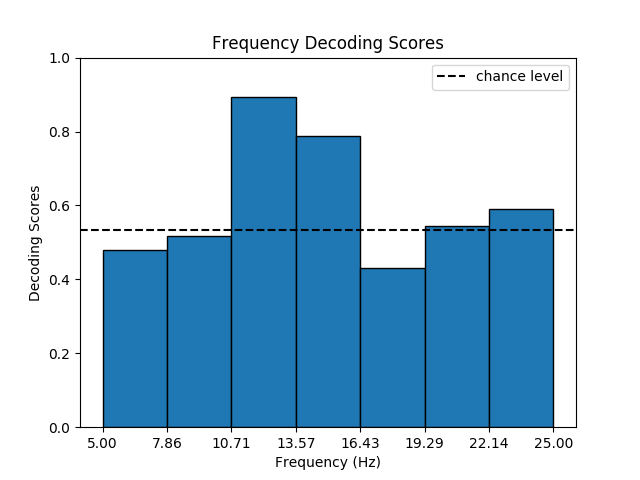 Frequency Decoding Scores
chance level
1.0
0.8
0.6
0.4
0.2
0.0
Decoding Scores
5.00 7.86 10.71 13.57 16.43 19.29 22.14 25.00
Frequency (Hz)